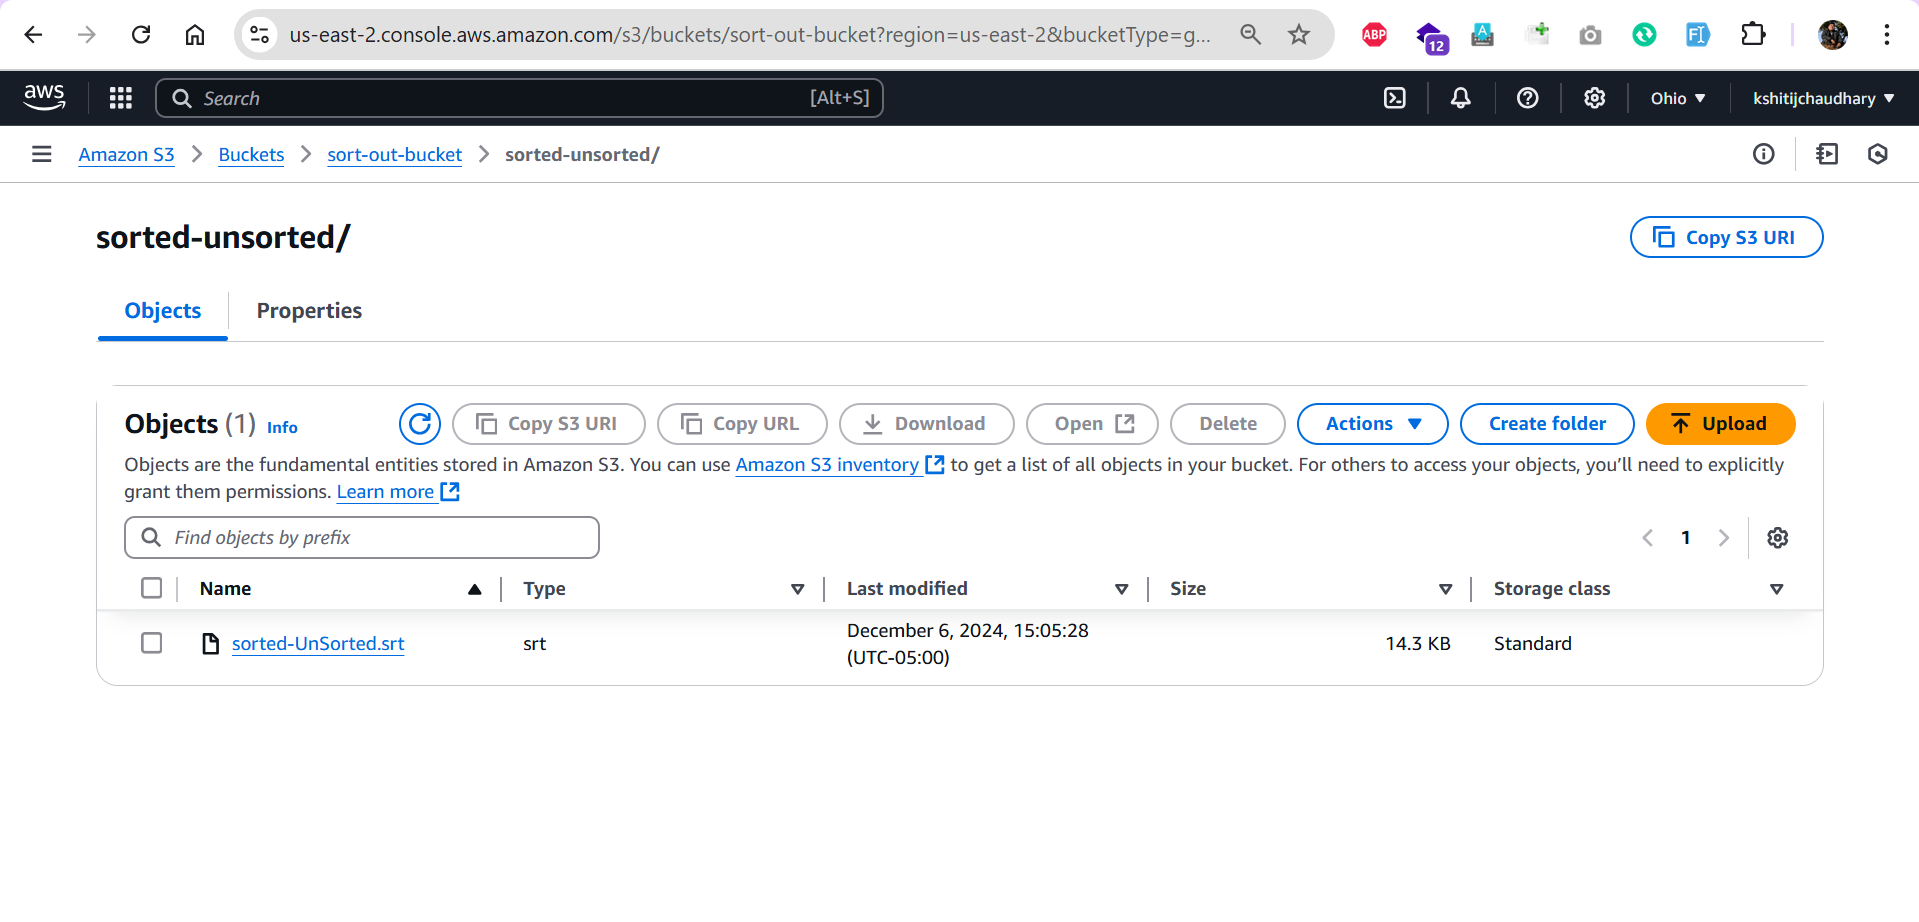 us-east-2.console.aws.amazon.com/s3/buckets/sort-out-bucket?region=us-east-2&bucketType=g...
ABP
12
A
FI
aws
Search
[Alt+S]
Ohio
kshitijchaudhary
Amazon S3
Buckets
sort-out-bucket
sorted-unsorted/
sorted-unsorted/
Copy S3 URI
Objects
Properties
Objects (1) Info
Copy S3 URI
Copy URL
Download
Open
Delete
Actions
Create folder
Upload
Objects are the fundamental entities stored in Amazon S3. You can use Amazon S3 inventory to get a list of all objects in your bucket. For others to access your objects, you’ll need to explicitly
grant them permissions. Learn more
Find objects by prefix
1
Name
Type
Last modified
Size
Storage class
sorted-UnSorted.srt
srt
December 6, 2024, 15:05:28
(UTC-05:00)
14.3 KB
Standard